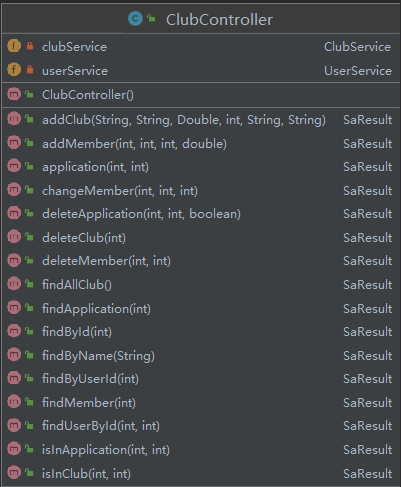 ClubController
clubService ClubService
userService UserService
ClubController()
addClub(String, String, Double, int, String, String) SaResult
addMember(int, int, int, double) SaResult
application(int, int) SaResult
changeMember(int, int, int) SaResult
deleteApplication(int, int, boolean) SaResult
deleteClub(int) SaResult
deleteMember(int, int) SaResult
findAllClub() SaResult
findApplication(int) SaResult
findById(int) SaResult
findByName(String) SaResult
findByUserId(int) SaResult
findMember(int) SaResult
findUserById(int, int) SaResult
isInApplication(int, int) SaResult
isInClub(int, int) SaResult